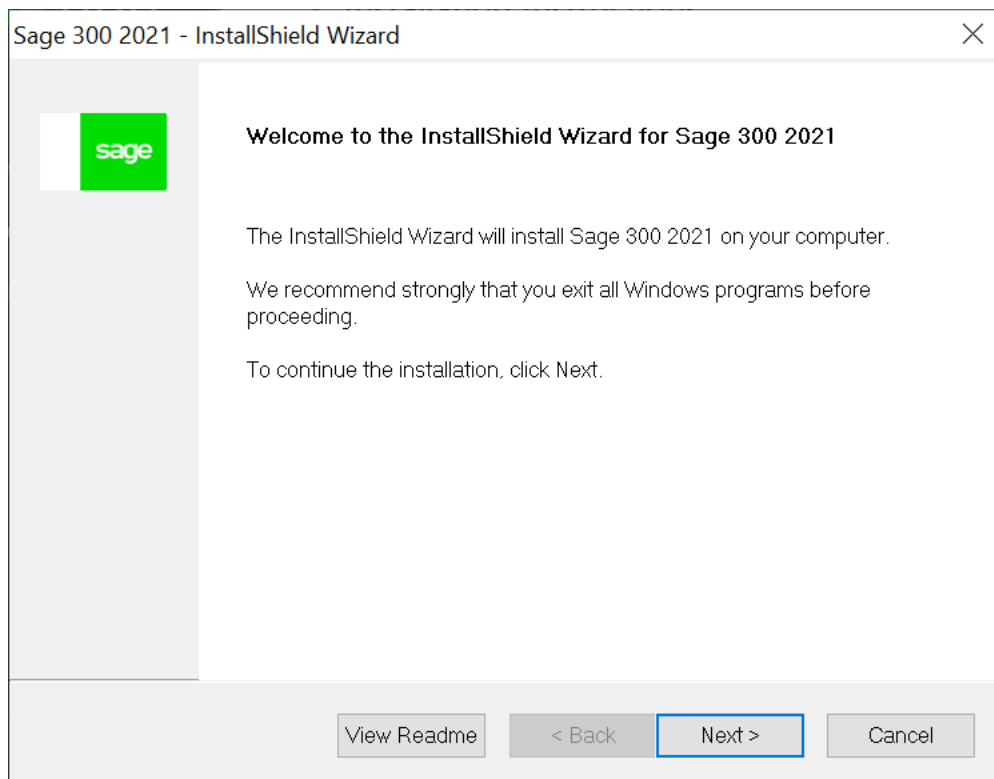 Sage 300 2021 - InstallShield Wizard
sage
Welcome to the InstallShield Wizard for Sage 300 2021
The InstallShield Wizard will install Sage 300 2021 on your computer.
We recommend strongly that you exit all Windows programs before
proceeding.
To continue the installation, click Next.
View Readme
< Back
Next >
Cancel